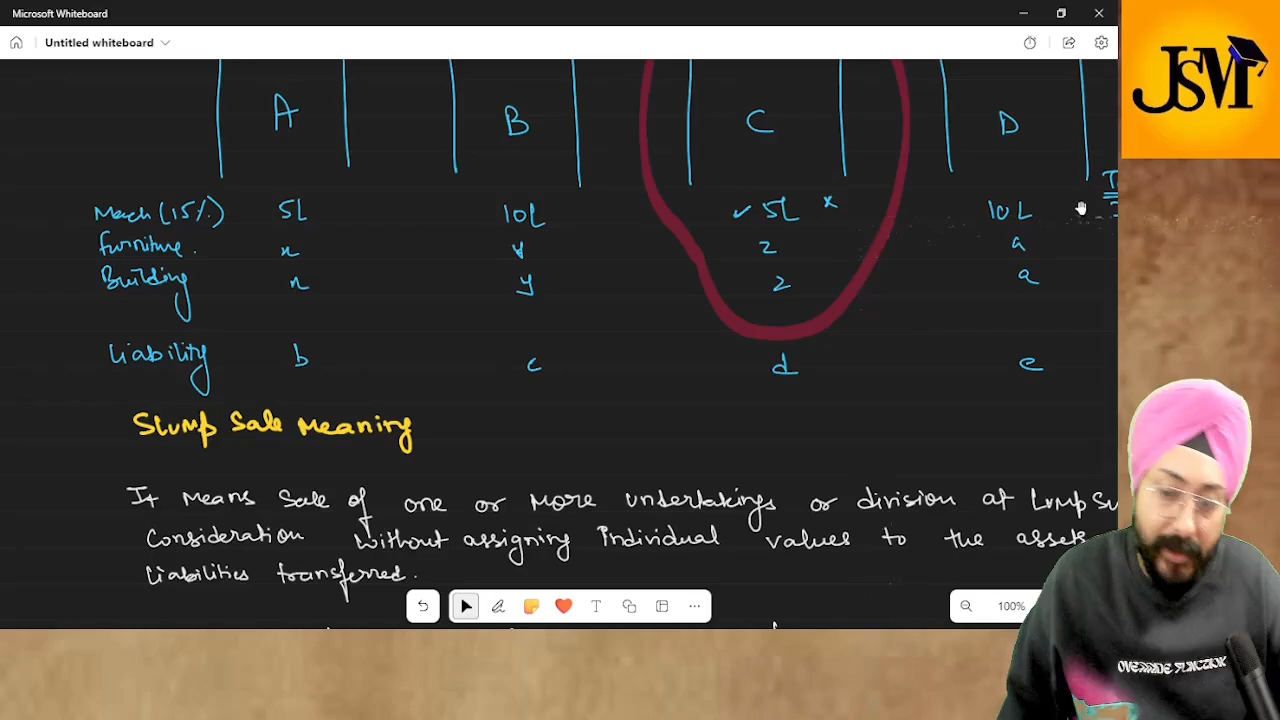 Microsoft Whiteboard
Untitled whiteboard
JSM
A B C D
Mach (15%) 5L 10L ✓ 5L × 10L
Furniture x y z a
Building x y z a
Liability b c d e
Slump Sale Meaning
It Means Sale of one or More undertakings or division at Lump Su
Consideration without assigning Individual values to the assets
Liabilities transferred.
100%
OVERRIDE FUNCTION